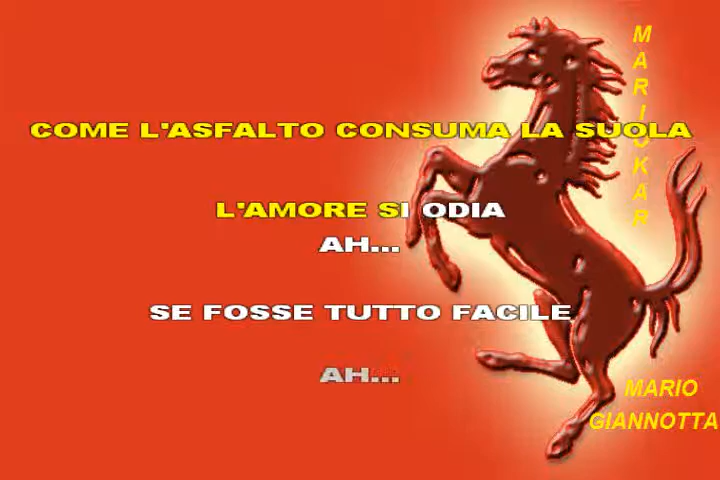 MARIOKAR
COME L'ASFALTO CONSUMA LA SUOLA
L'AMORE SI ODIA
AH...
SE FOSSE TUTTO FACILE
AH...
MARIO
GIANNOTTA